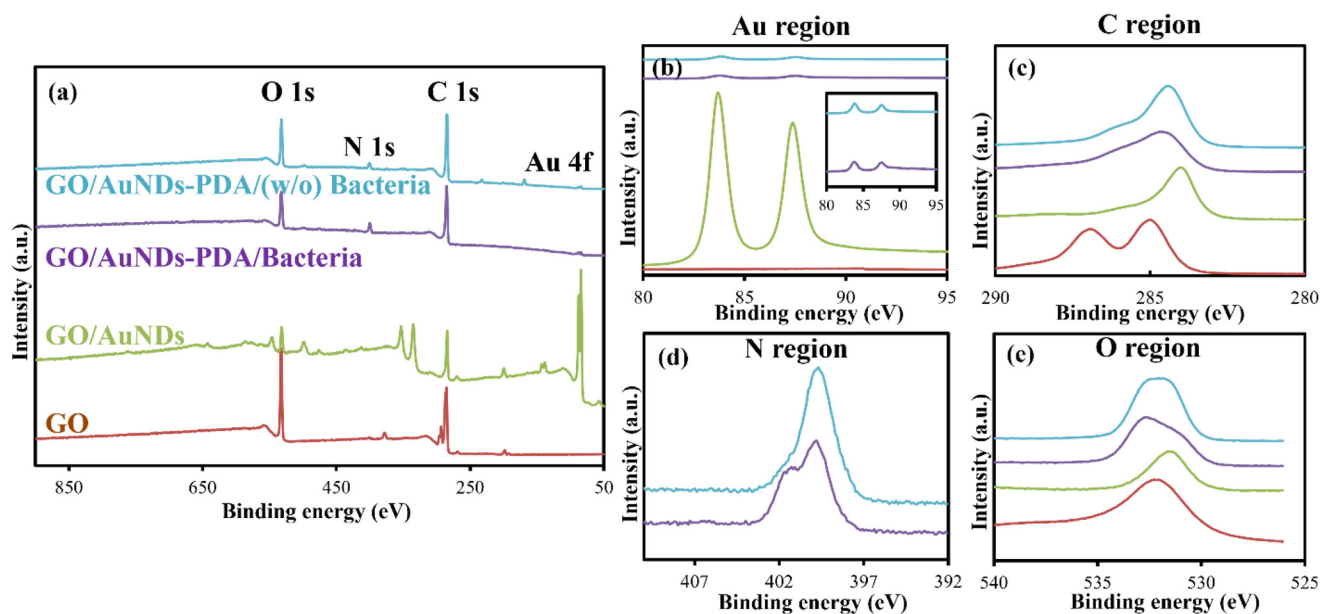 (a)
O 1s
C 1s
N 1s
Au 4f
GO/AuNDs-PDA/(w/o) Bacteria
GO/AuNDs-PDA/Bacteria
GO/AuNDs
GO
Intensity (a.u.)
850 650 450 250 50
Binding energy (eV)
Au region
(b)
80 85 90 95
Intensity (a.u.)
80 85 90 95
Binding energy (eV)
C region
(c)
Intensity (a.u.)
290 284 280
Binding energy (eV)
N region
(d)
Intensity (a.u.)
407 402 397 392
Binding energy (eV)
O region
(e)
Intensity (a.u.)
540 535 530 525
Binding energy (eV)